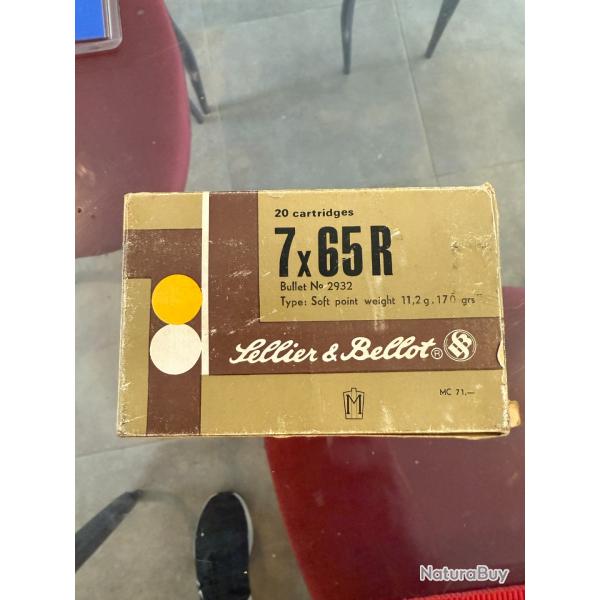 20 cartridges
7x65R
Bullet No 2932
Type: Soft point weight 11,2 g. 170 grs
Sellier & Bellot ®
M
MC 71,—
NaturaBuy